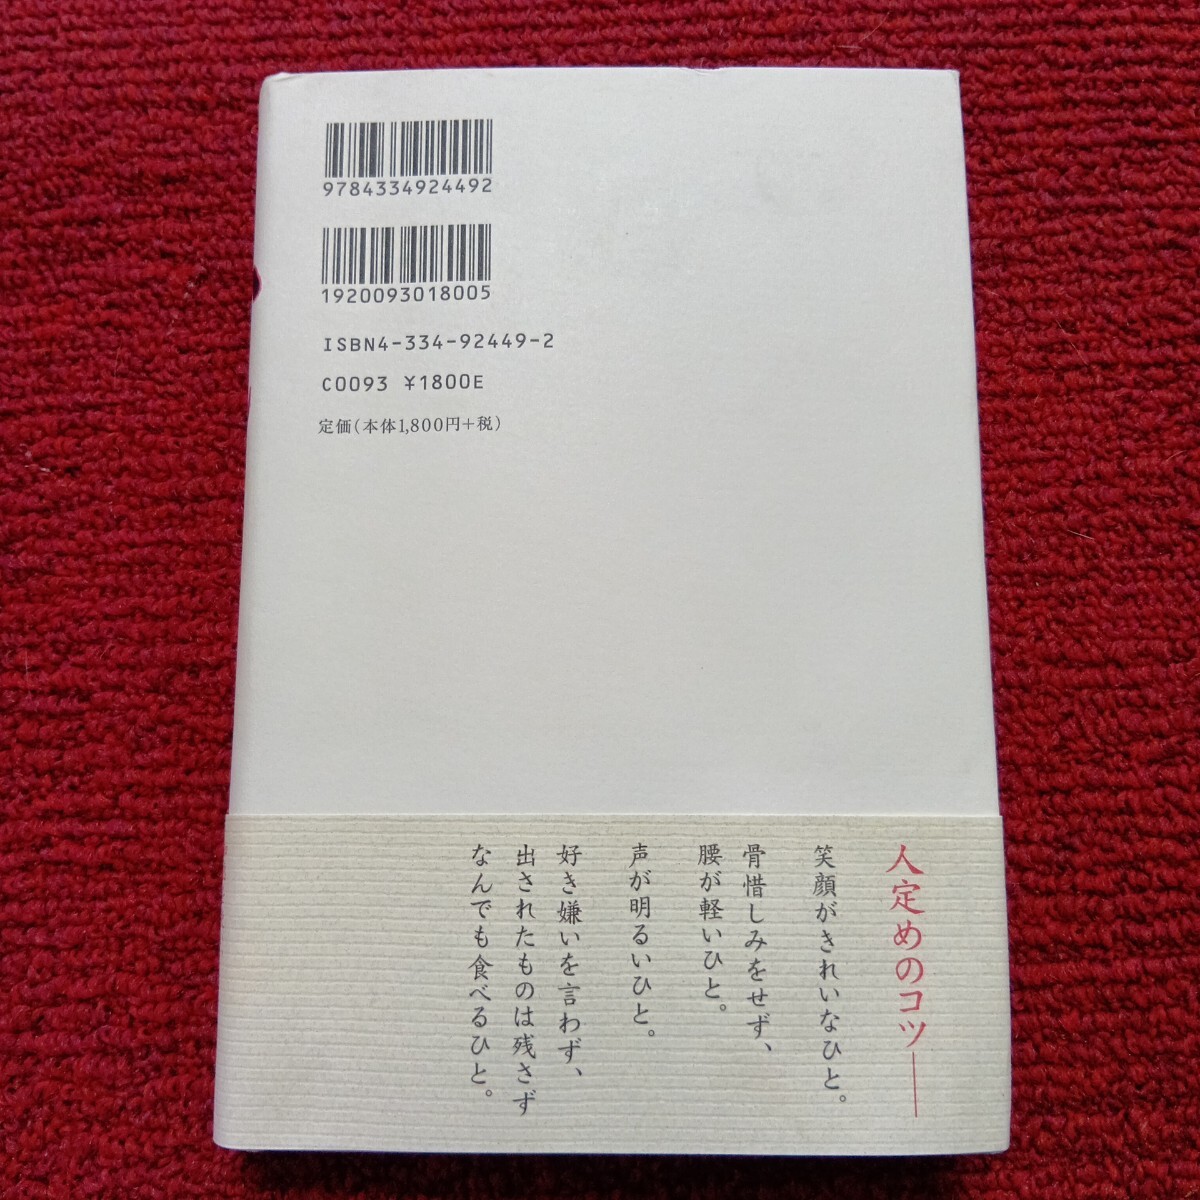 9784334924492
1920093018005
ISBN4-334-92449-2
C0093 ¥1800E
定価(本体1,800円+税)
人定めのコツ――
笑顔がきれいなひと。
骨惜しみをせず、
腰が軽いひと。
声が明るいひと。
好き嫌いを言わず、
出されたものは残さず
なんでも食べるひと。